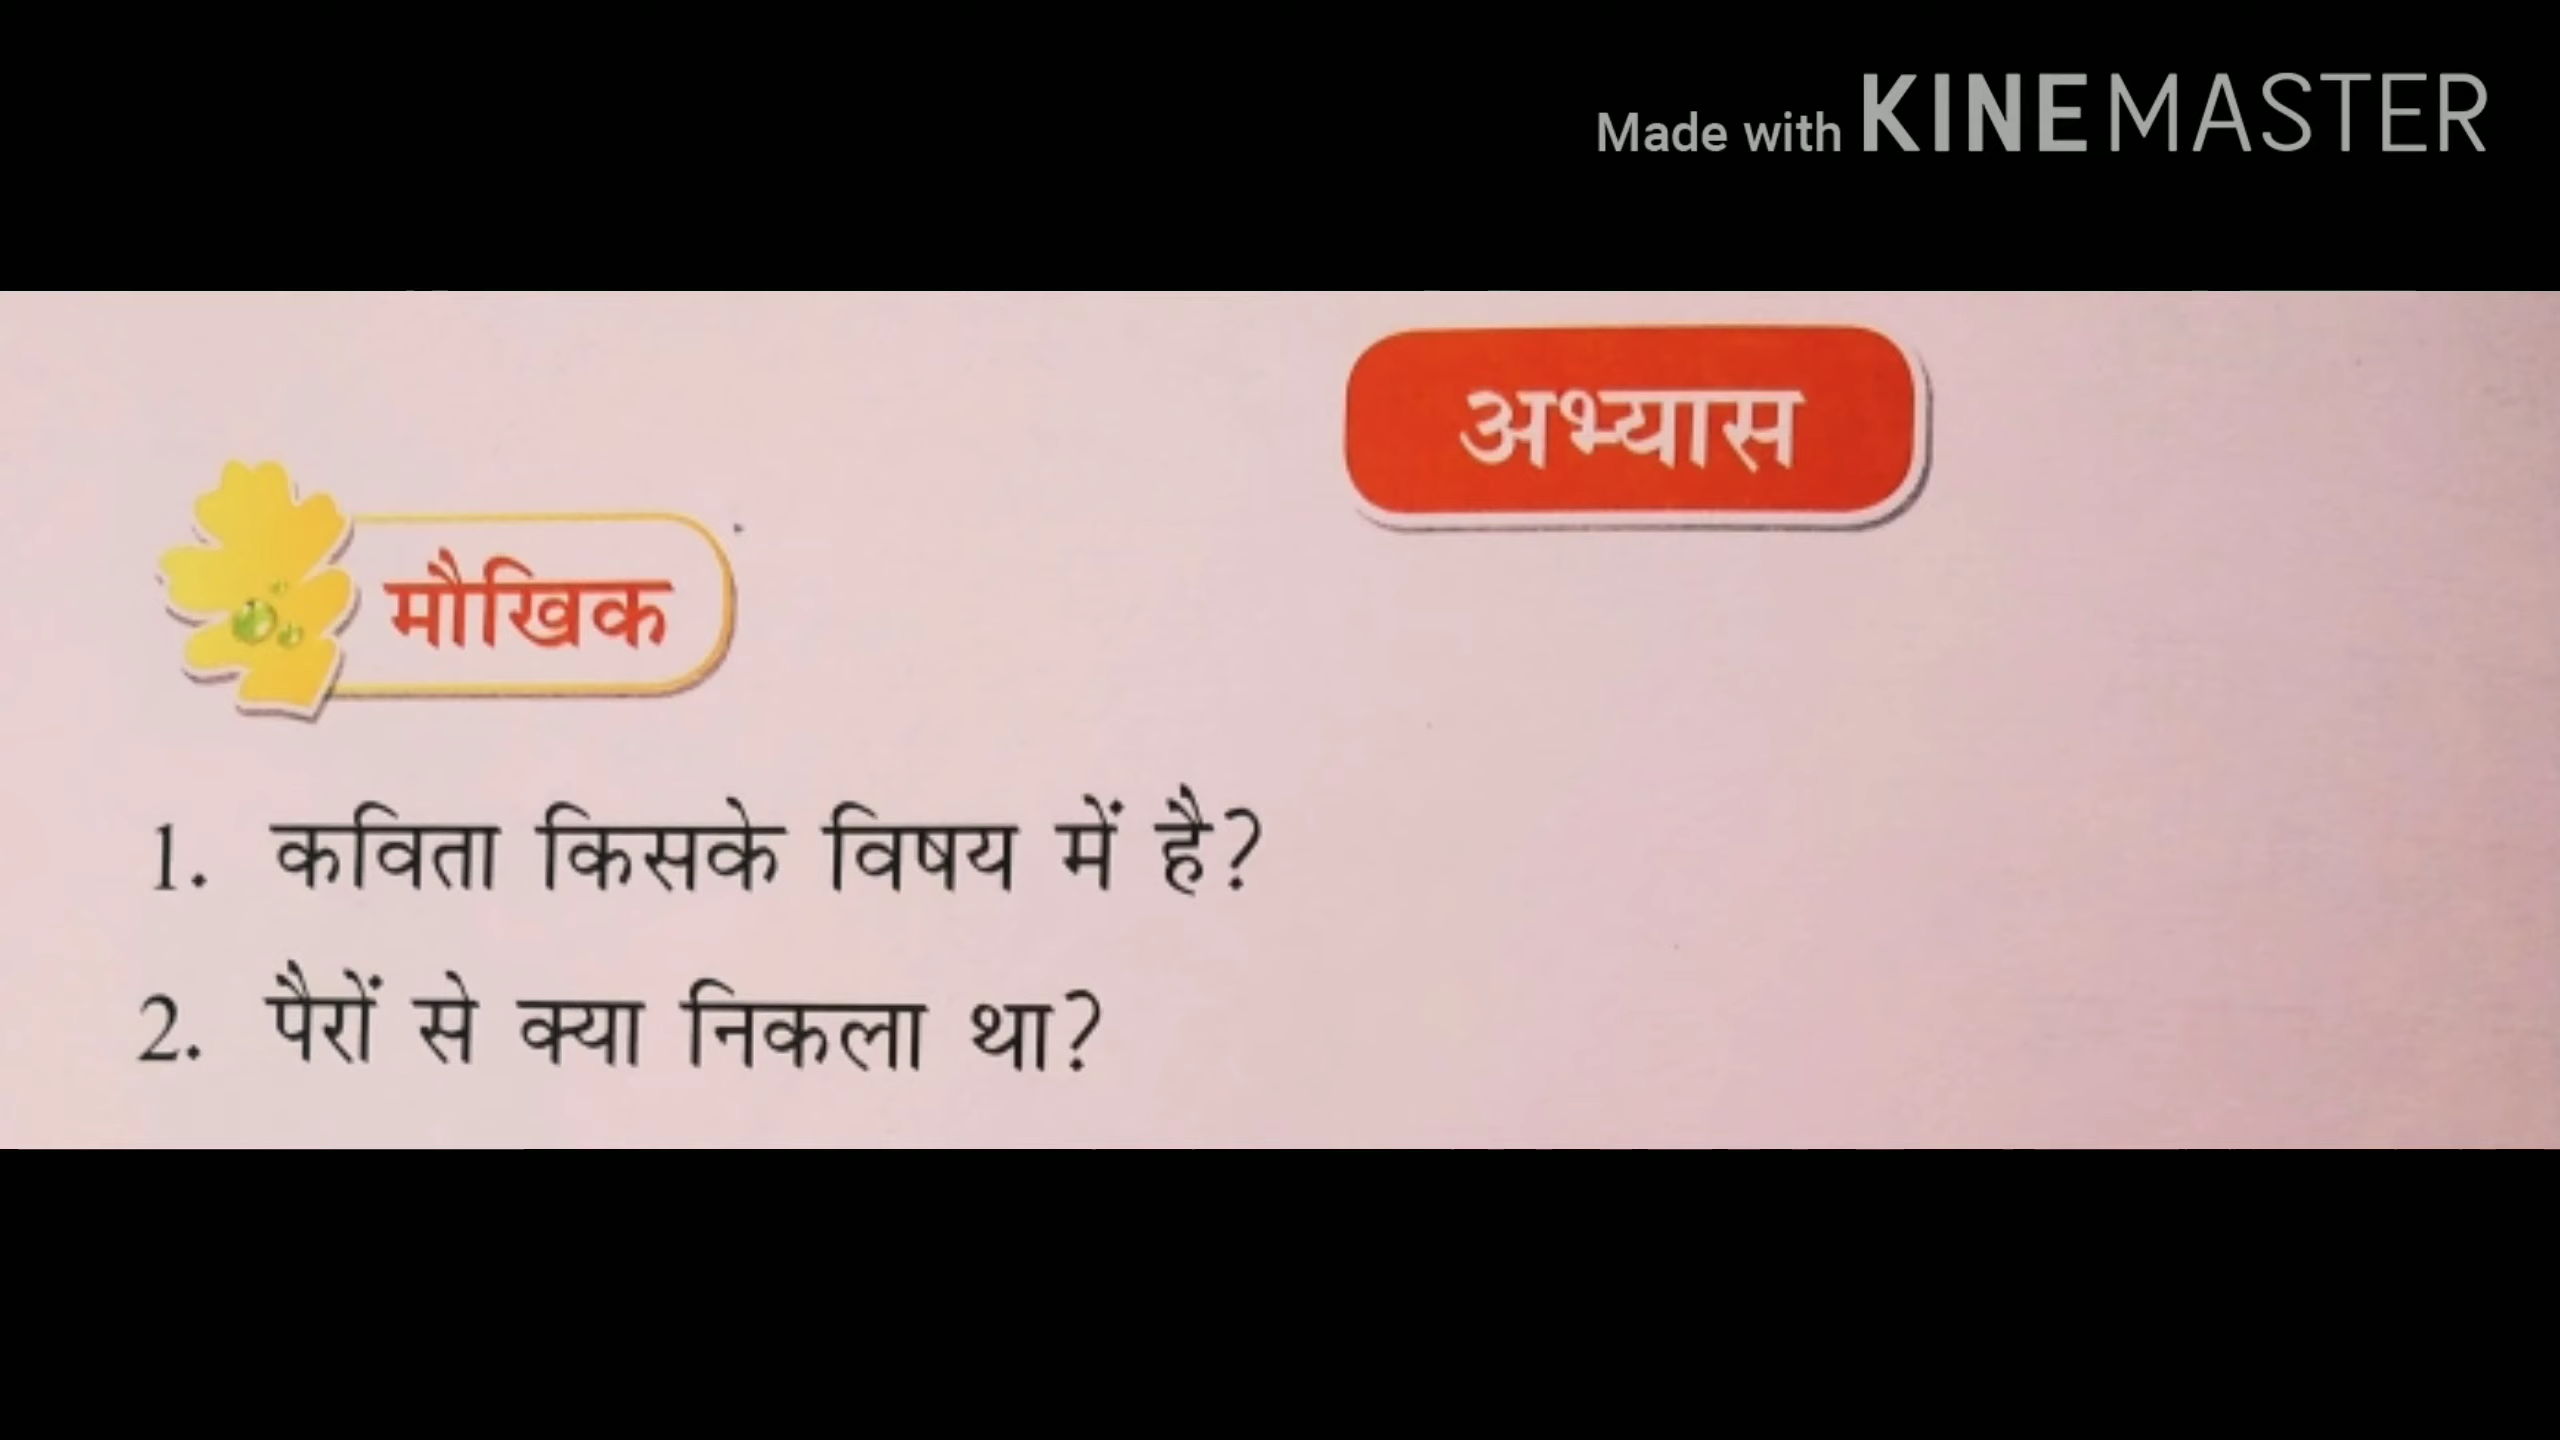 Made with KINEMASTER
अभ्यास
मौखिक
1. कविता किसके विषय में है?
2. पैरों से क्या निकला था?